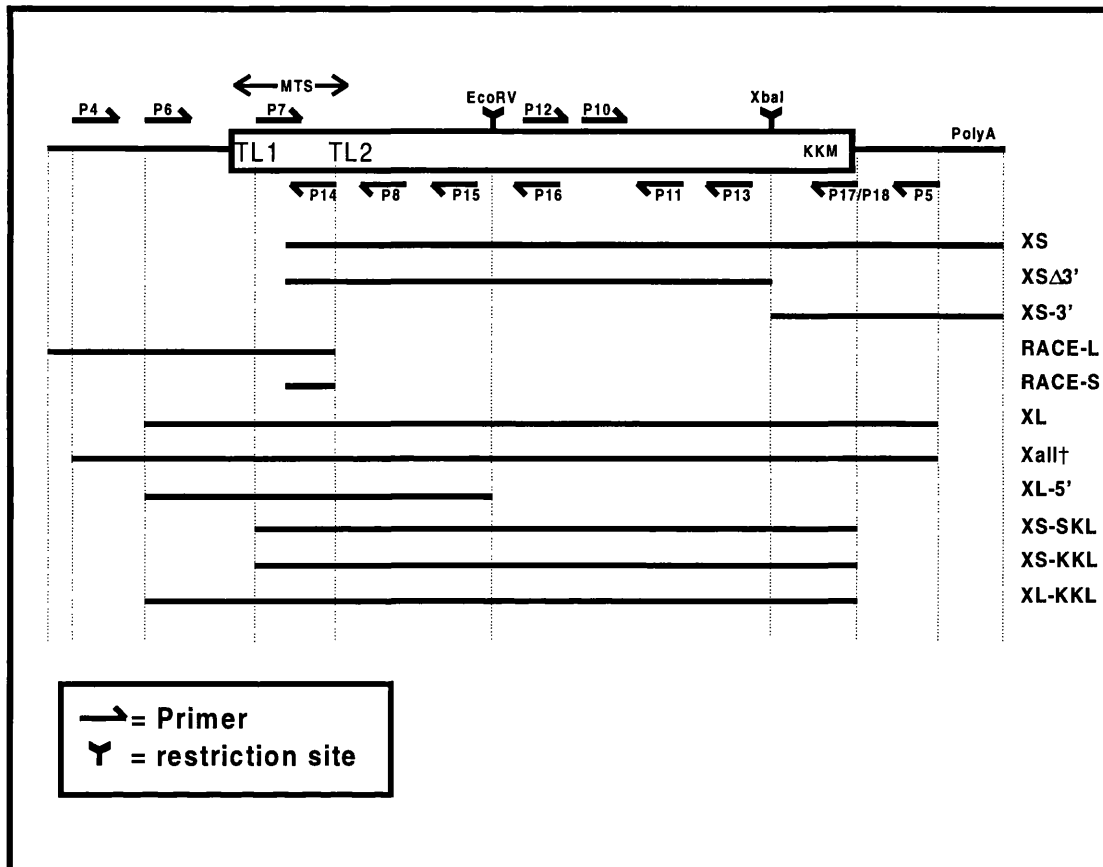 MTS
P4 P6 P7 EcoRV P12 P10 XbaI
PolyA
TL1 TL2 KKM
P14 P8 P15 P16 P11 P13 P17/P18 P5
XS
XSΔ3'
XS-3'
RACE-L
RACE-S
XL
Xall†
XL-5'
XS-SKL
XS-KKL
XL-KKL
= Primer
= restriction site